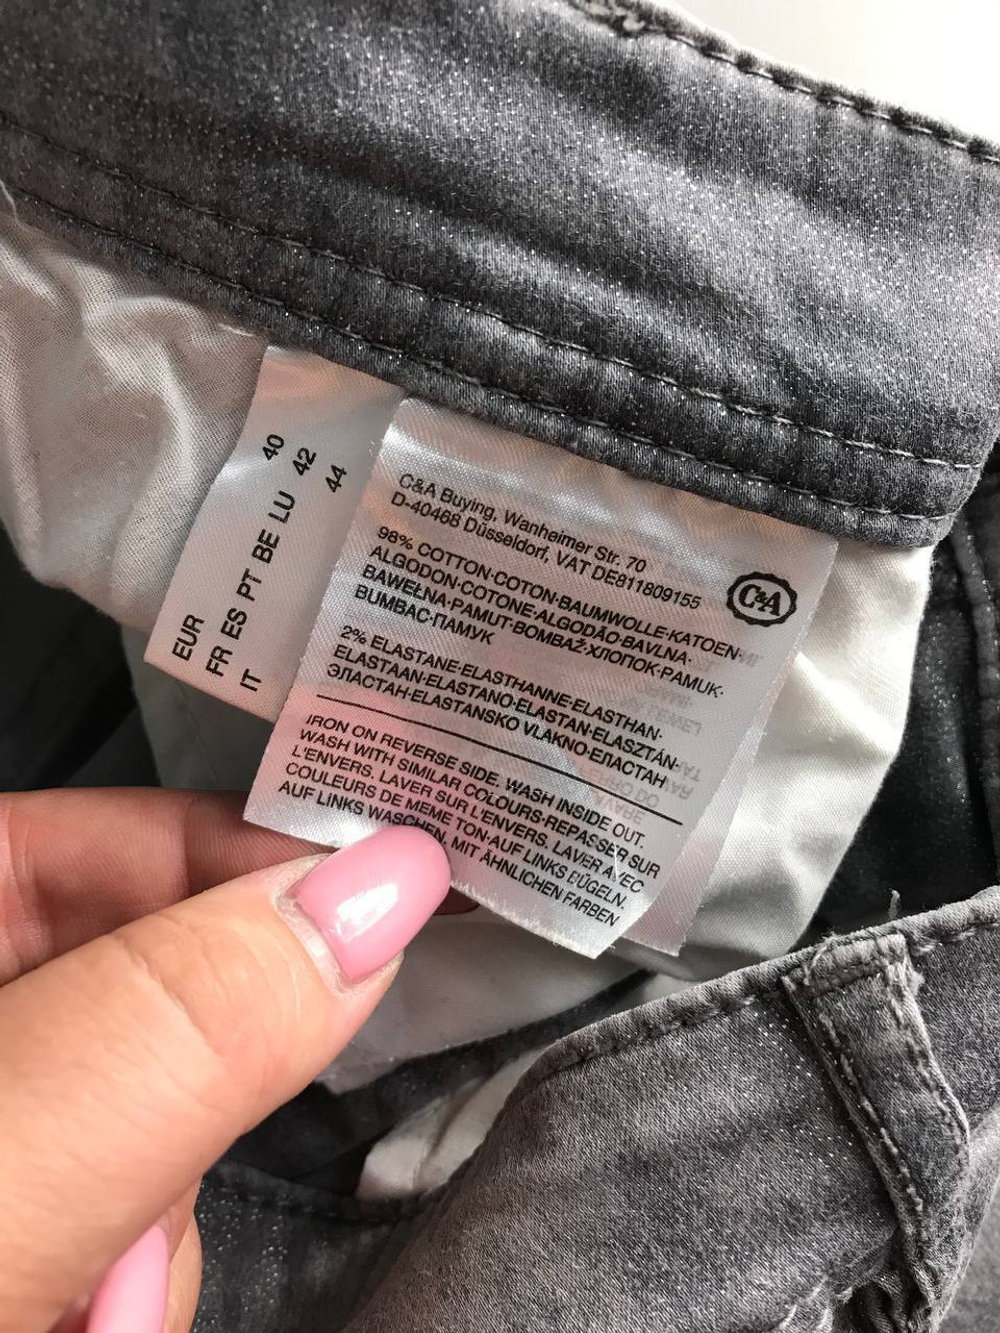 EUR 40
FR ES PT BE LU 42
IT 44
C&A Buying, Wanheimer Str. 70
D-40468 Düsseldorf, VAT DE811809155
C&A
98% COTTON·COTON·BAUMWOLLE·KATOEN·
ALGODON·COTONE·ALGODÃO·BAVLNA·
BAWEŁNA·PAMUT·BOMBAŽ·ХЛОПОК·PAMUK·
BUMBAC·ПАМУК
2% ELASTANE·ELASTHANNE·ELASTHAN·
ELASTAAN·ELASTANO·ELASTAN·ELASZTÁN·
ЭЛАСТАН·ELASTANSKO VLAKNO·ЕЛАСТАН
IRON ON REVERSE SIDE. WASH INSIDE OUT.
WASH WITH SIMILAR COLOURS·REPASSER SUR
L'ENVERS. LAVER SUR L'ENVERS. LAVER AVEC
COULEURS DE MEME TON·AUF LINKS BÜGELN.
AUF LINKS WASCHEN. MIT ÄHNLICHEN FARBEN